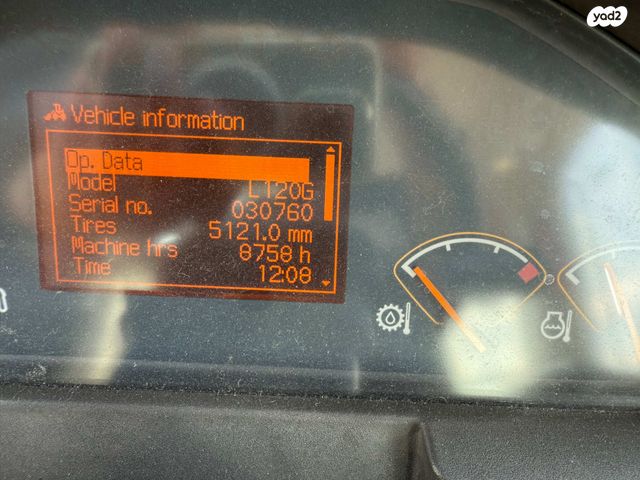 yad2
Vehicle information
Op. Data
Model L120G
Serial no. 030760
Tires 5121.0 mm
Machine hrs 8758 h
Time 12:08